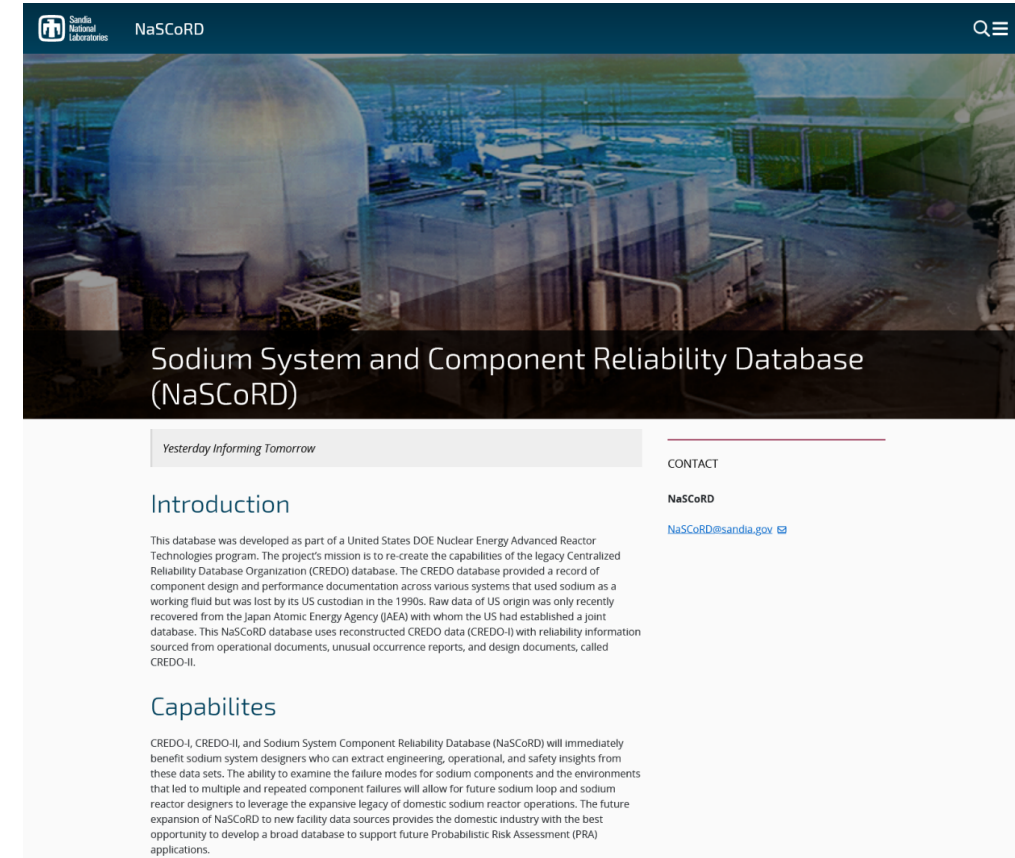 Sandia
National
Laboratories
NaSCoRD
Sodium System and Component Reliability Database
(NaSCoRD)
Yesterday Informing Tomorrow
CONTACT
NaSCoRD
NaSCoRD@sandia.gov
Introduction
This database was developed as part of a United States DOE Nuclear Energy Advanced Reactor
Technologies program. The project's mission is to re-create the capabilities of the legacy Centralized
Reliability Database Organization (CREDO) database. The CREDO database provided a record of
component design and performance documentation across various systems that used sodium as a
working fluid but was lost by its US custodian in the 1990s. Raw data of US origin was only recently
recovered from the Japan Atomic Energy Agency (JAEA) with whom the US had established a joint
database. This NaSCoRD database uses reconstructed CREDO data (CREDO-I) with reliability information
sourced from operational documents, unusual occurrence reports, and design documents, called
CREDO-II.
Capabilites
CREDO-I, CREDO-II, and Sodium System Component Reliability Database (NaSCoRD) will immediately
benefit sodium system designers who can extract engineering, operational, and safety insights from
these data sets. The ability to examine the failure modes for sodium components and the environments
that led to multiple and repeated component failures will allow for future sodium loop and sodium
reactor designers to leverage the expansive legacy of domestic sodium reactor operations. The future
expansion of NaSCoRD to new facility data sources provides the domestic industry with the best
opportunity to develop a broad database to support future Probabilistic Risk Assessment (PRA)
applications.